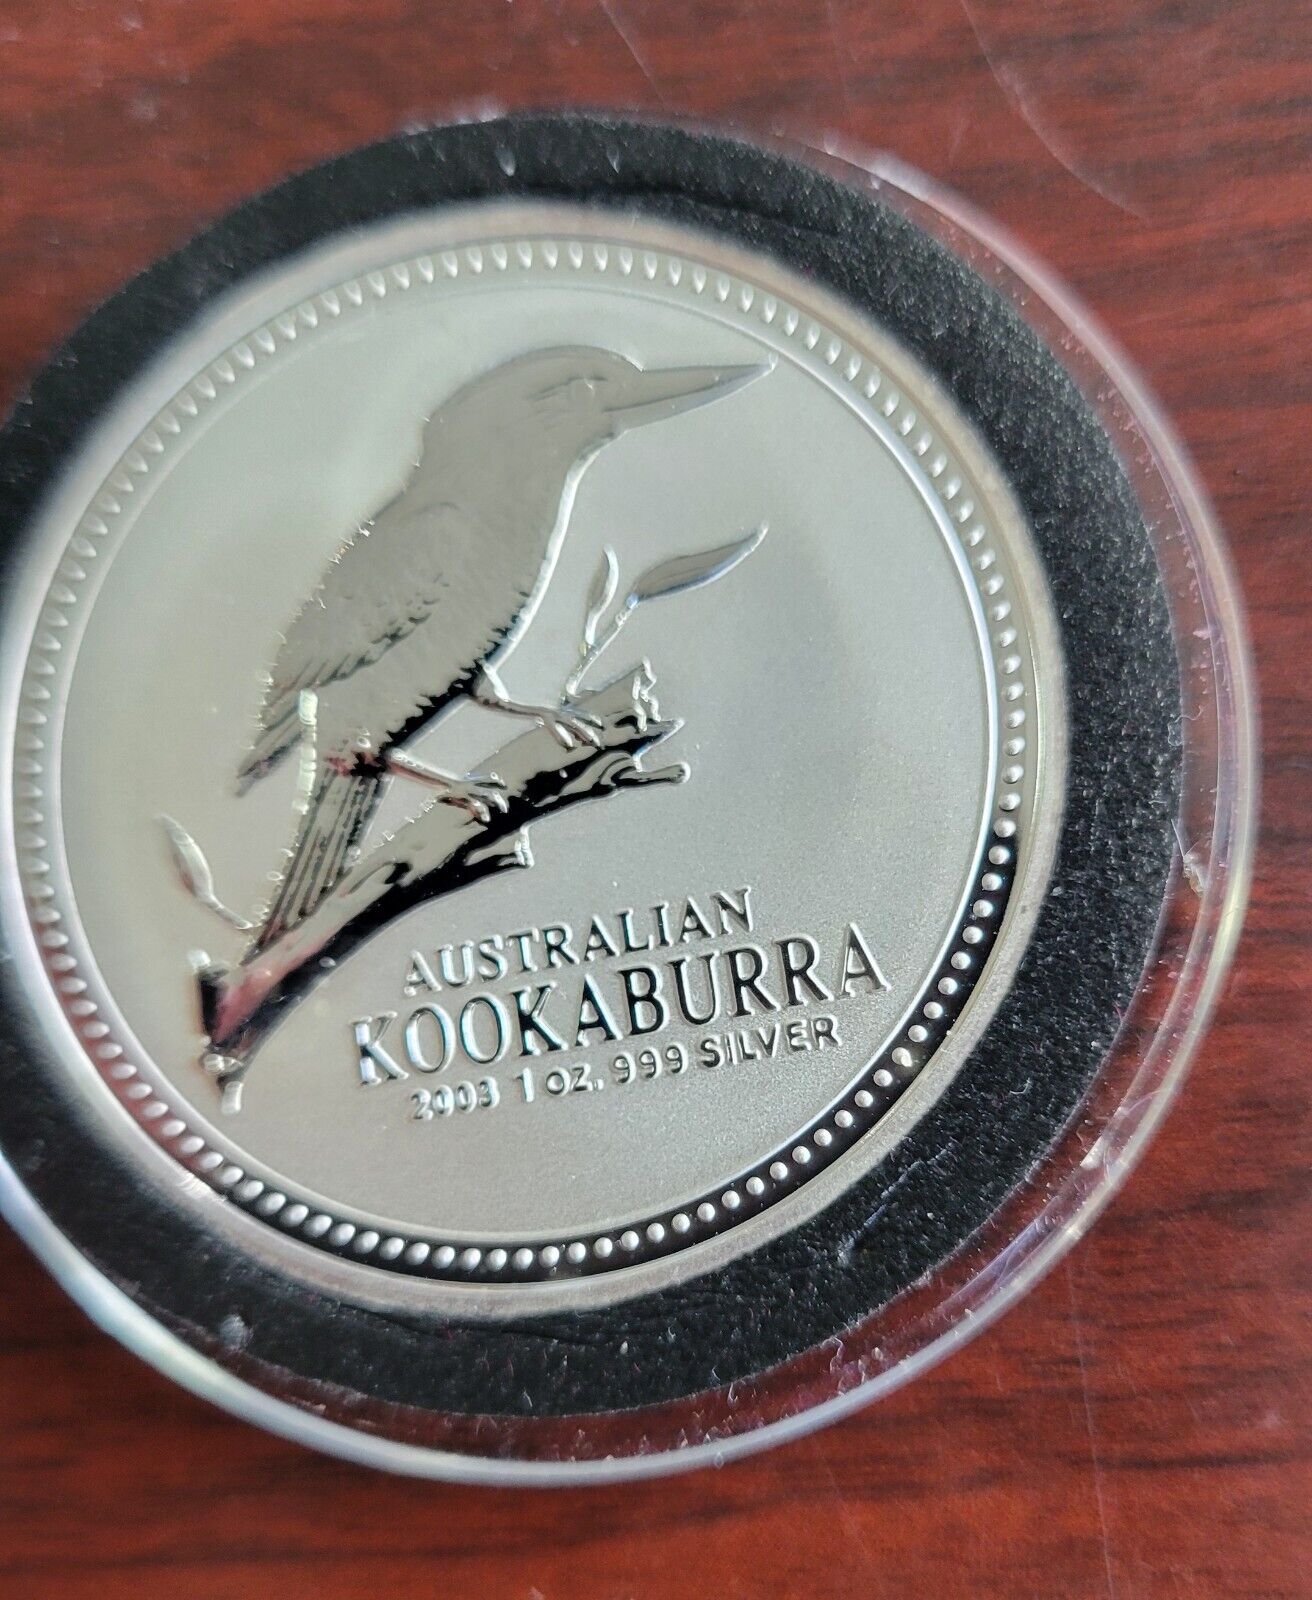 AUSTRALIAN
KOOKABURRA
2003 1 OZ. 999 SILVER